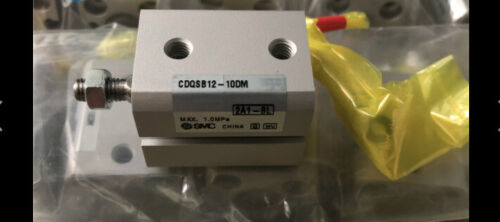 CDQSB12-10DM
2A1-8L
MAX. 1.0MPa
SMC CHINA